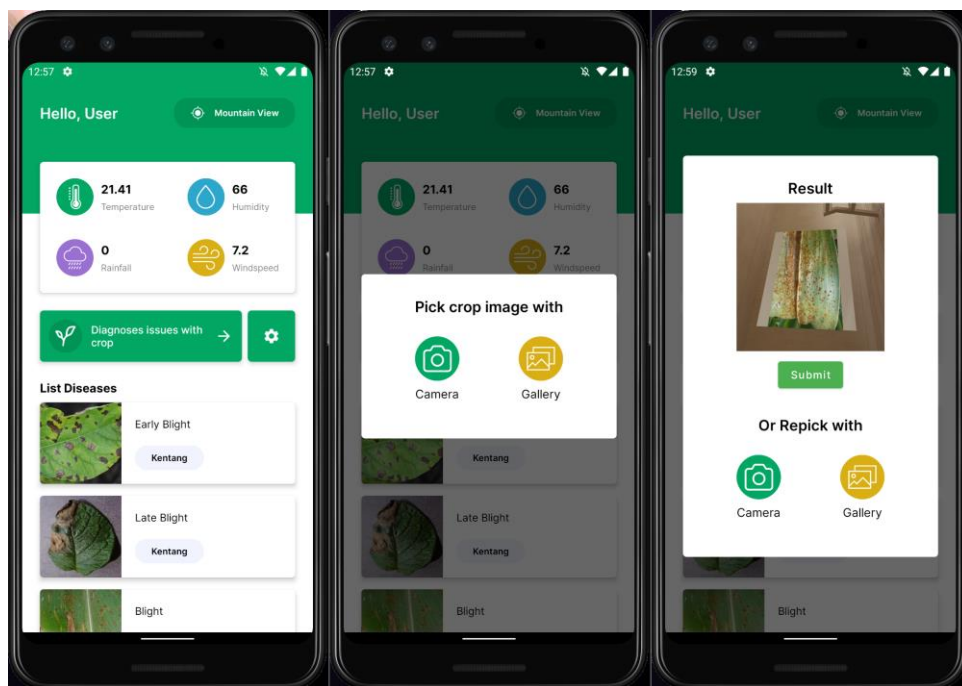 12:57
Hello, User
Mountain View
21.41
Temperature
66
Humidity
0
Rainfall
7.2
Windspeed
Diagnoses issues with
crop
List Diseases
Early Blight
Kentang
Late Blight
Kentang
Blight
12:57
Hello, User
Mountain View
21.41
Temperature
66
Humidity
0
Rainfall
7.2
Windspeed
Pick crop image with
Camera
Gallery
Kentang
Late Blight
Kentang
Blight
12:59
Hello, User
Mountain View
Result
Submit
Or Repick with
Camera
Gallery
Blight